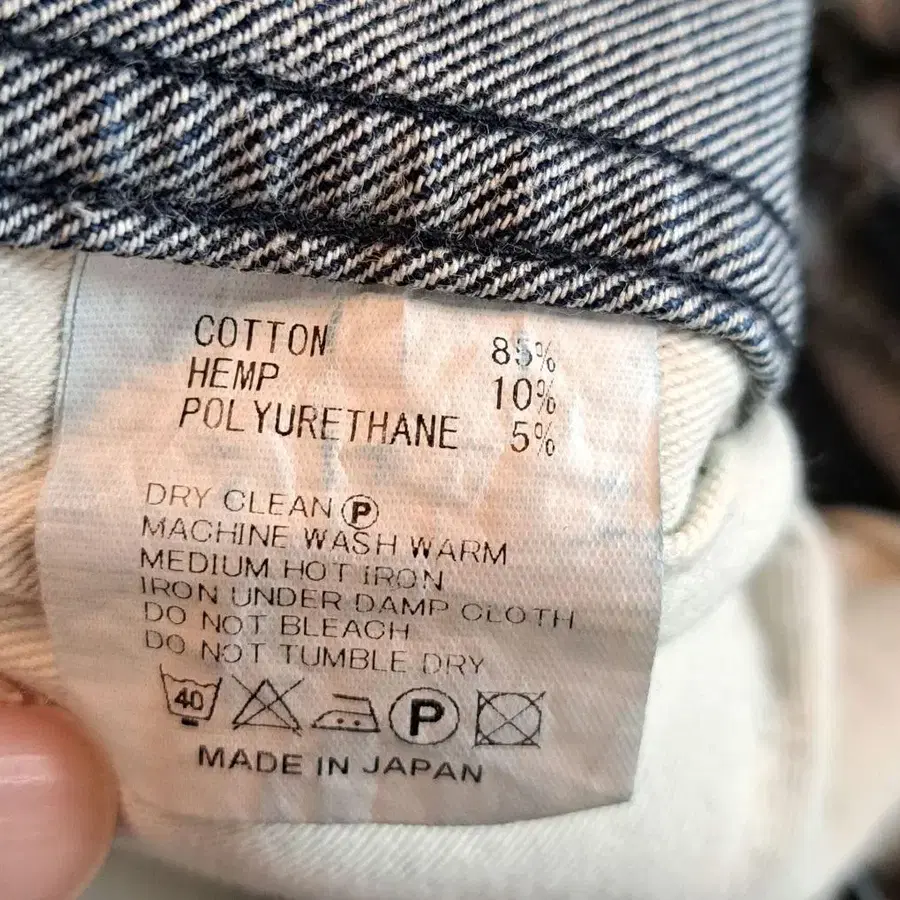 COTTON 85%
HEMP 10%
POLYURETHANE 5%
DRY CLEAN Ⓟ
MACHINE WASH WARM
MEDIUM HOT IRON
IRON UNDER DAMP CLOTH
DO NOT BLEACH
DO NOT TUMBLE DRY
40 P
MADE IN JAPAN